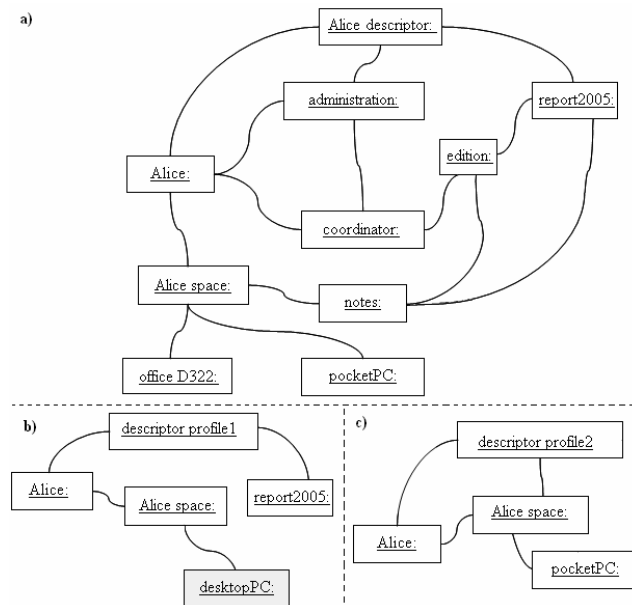 a)
Alice descriptor:
administration:
report2005:
edition:
Alice:
coordinator:
Alice space:
notes:
office D322:
pocketPC:
b)
descriptor profile1
Alice:
Alice space:
report2005:
desktopPC:
c)
descriptor profile2
Alice space:
Alice:
pocketPC: